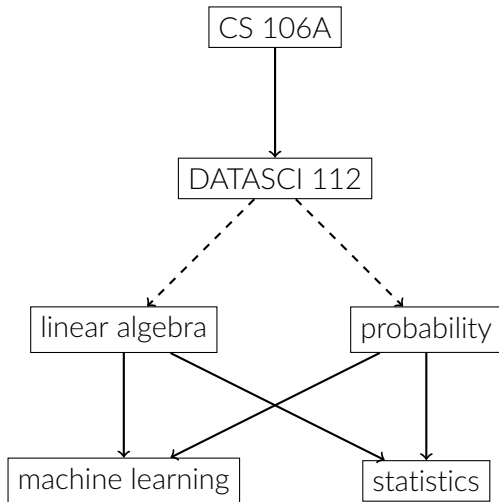 CS 106A
DATASCI 112
linear algebra
probability
machine learning
statistics